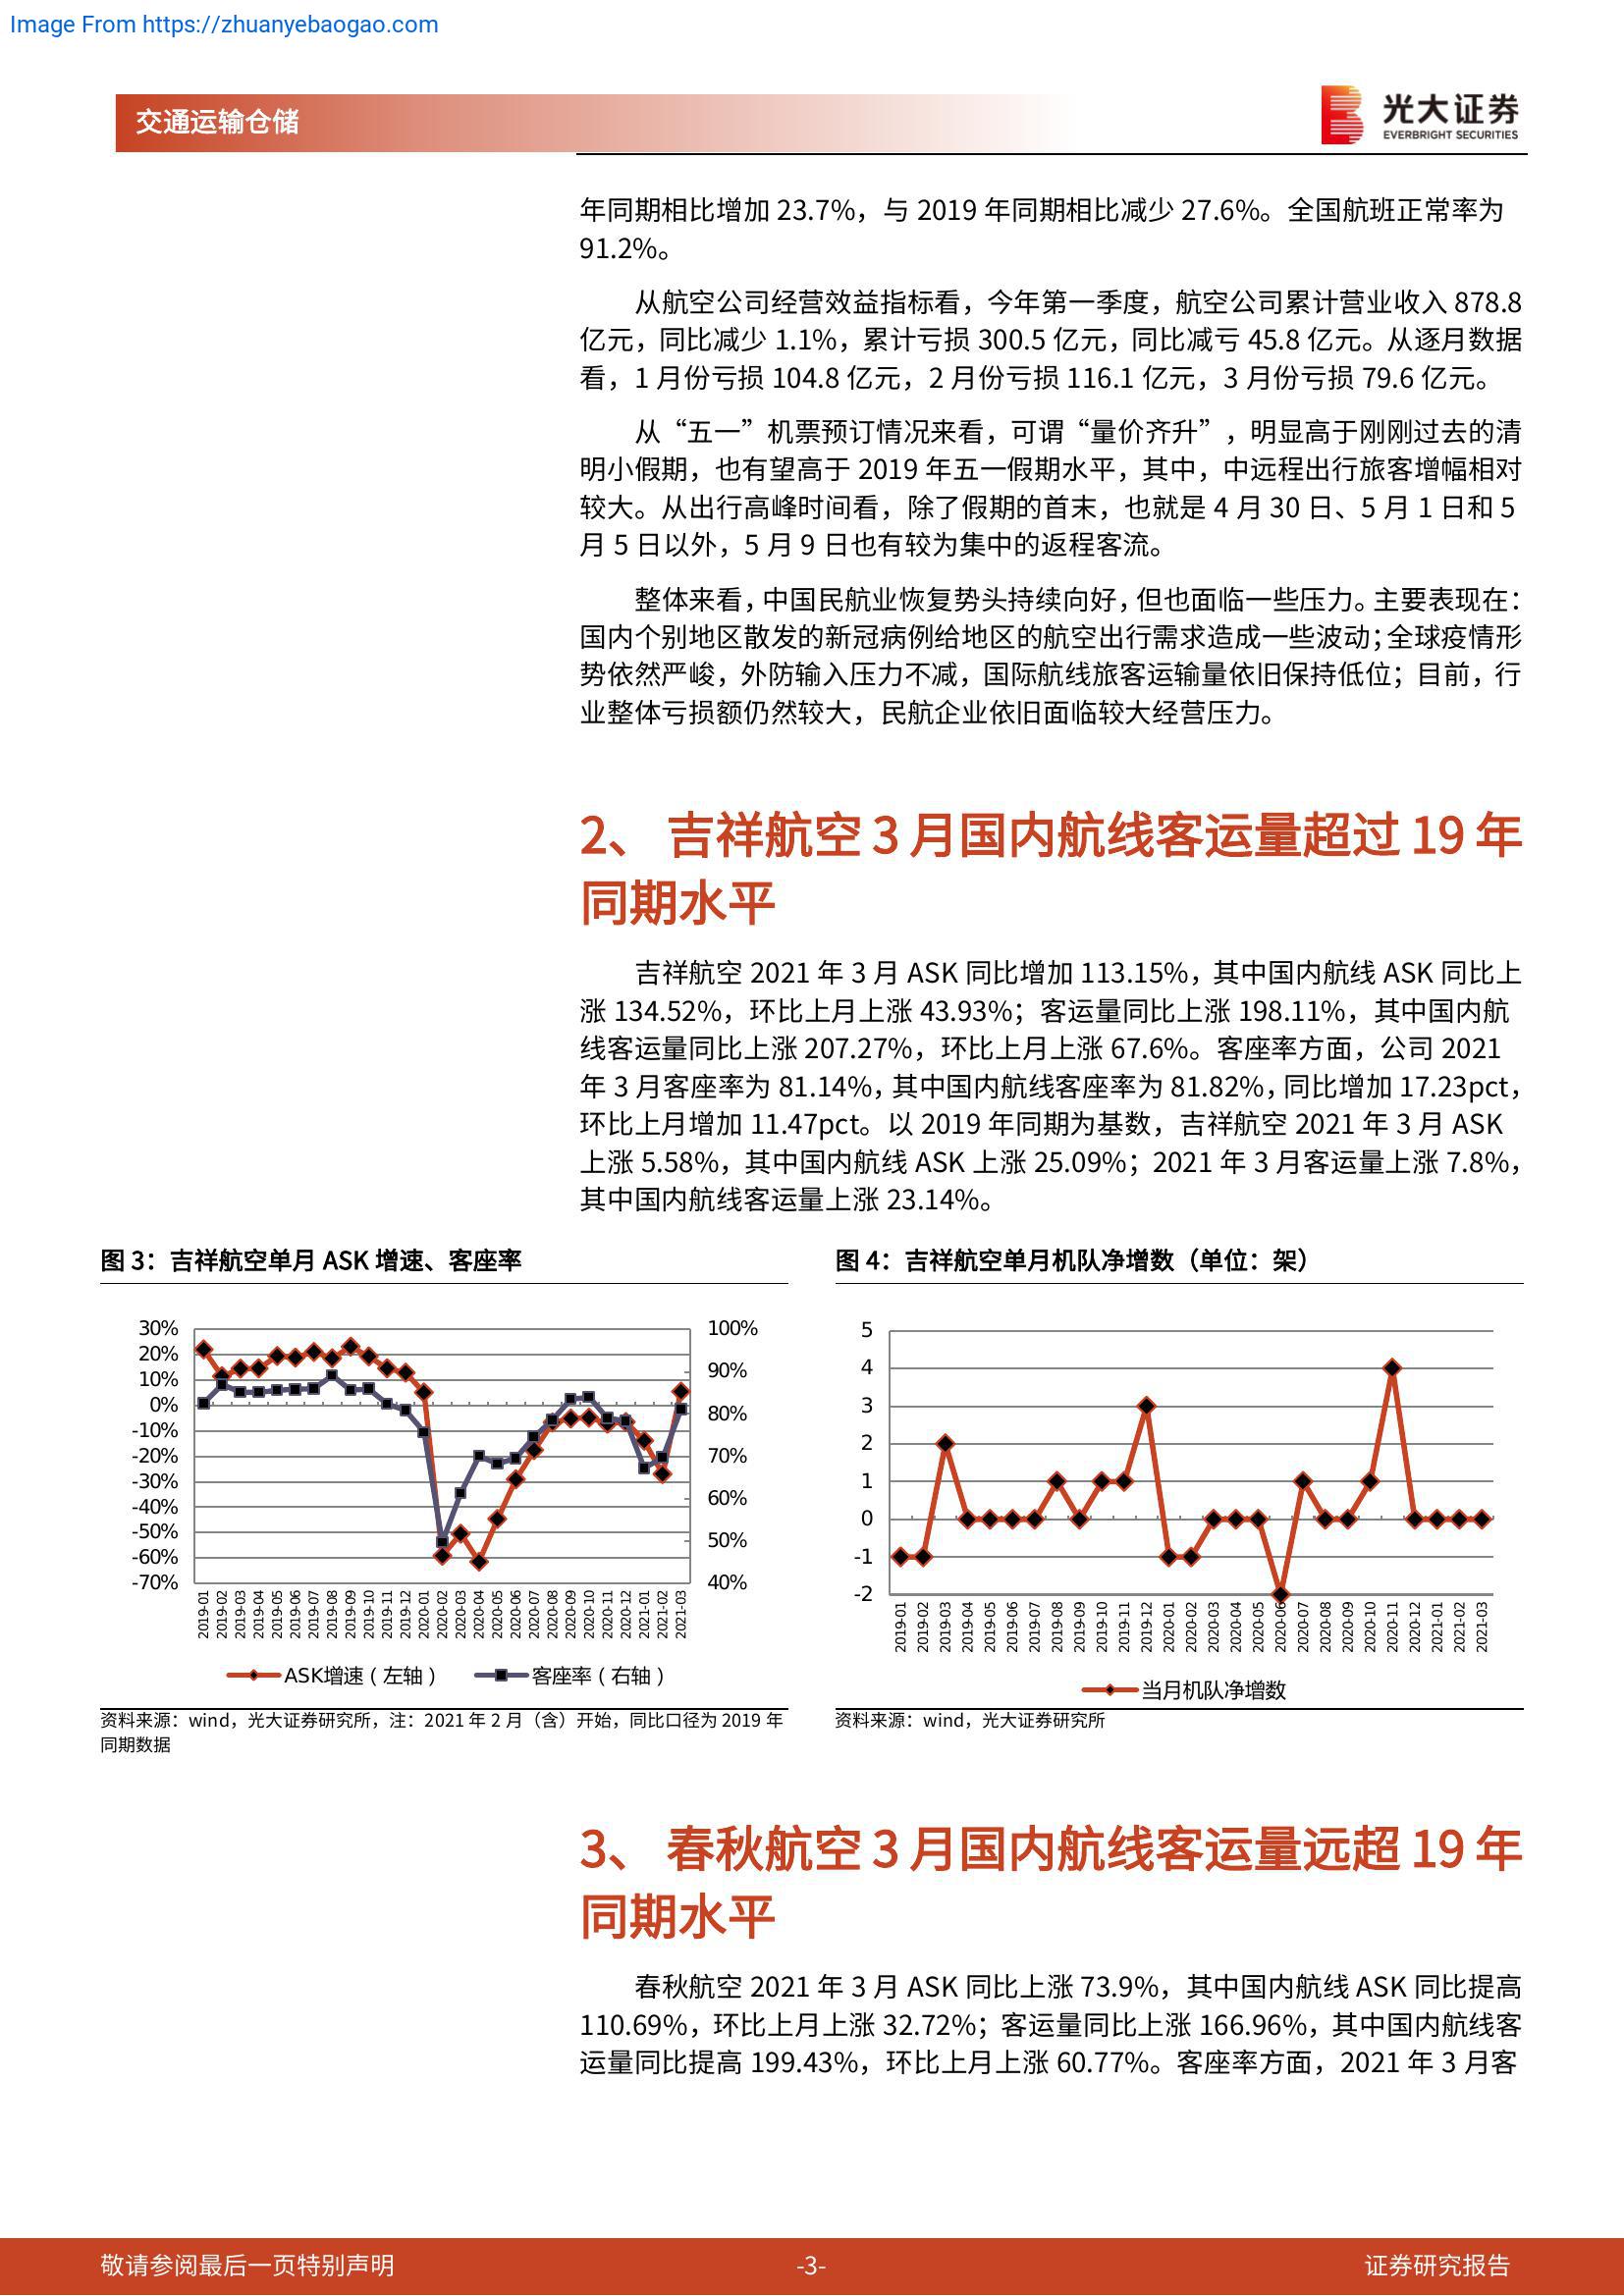 Image From https://zhuanyebaogao.com
交通运输仓储
光大证券
EVERBRIGHT SECURITIES
年同期相比增加 23.7%，与 2019 年同期相比减少 27.6%。全国航班正常率为
91.2%。
从航空公司经营效益指标看，今年第一季度，航空公司累计营业收入 878.8
亿元，同比减少 1.1%，累计亏损 300.5 亿元，同比减亏 45.8 亿元。从逐月数据
看，1 月份亏损 104.8 亿元，2 月份亏损 116.1 亿元，3 月份亏损 79.6 亿元。
从“五一”机票预订情况来看，可谓“量价齐升”，明显高于刚刚过去的清
明小假期，也有望高于 2019 年五一假期水平，其中，中远程出行旅客增幅相对
较大。从出行高峰时间看，除了假期的首末，也就是 4 月 30 日、5 月 1 日和 5
月 5 日以外，5 月 9 日也有较为集中的返程客流。
整体来看，中国民航业恢复势头持续向好，但也面临一些压力。主要表现在：
国内个别地区散发的新冠病例给地区的航空出行需求造成一些波动；全球疫情形
势依然严峻，外防输入压力不减，国际航线旅客运输量依旧保持低位；目前，行
业整体亏损额仍然较大，民航企业依旧面临较大经营压力。
2、 吉祥航空 3 月国内航线客运量超过 19 年
同期水平
吉祥航空 2021 年 3 月 ASK 同比增加 113.15%，其中国内航线 ASK 同比上
涨 134.52%，环比上月上涨 43.93%；客运量同比上涨 198.11%，其中国内航
线客运量同比上涨 207.27%，环比上月上涨 67.6%。客座率方面，公司 2021
年 3 月客座率为 81.14%，其中国内航线客座率为 81.82%，同比增加 17.23pct，
环比上月增加 11.47pct。以 2019 年同期为基数，吉祥航空 2021 年 3 月 ASK
上涨 5.58%，其中国内航线 ASK 上涨 25.09%；2021 年 3 月客运量上涨 7.8%，
其中国内航线客运量上涨 23.14%。
图 3：吉祥航空单月 ASK 增速、客座率
30%
20%
10%
0%
-10%
-20%
-30%
-40%
-50%
-60%
-70%
100%
90%
80%
70%
60%
50%
40%
2019-01
2019-02
2019-03
2019-04
2019-05
2019-06
2019-07
2019-08
2019-09
2019-10
2019-11
2019-12
2020-01
2020-02
2020-03
2020-04
2020-05
2020-06
2020-07
2020-08
2020-09
2020-10
2020-11
2020-12
2021-01
2021-02
2021-03
ASK增速（左轴）
客座率（右轴）
资料来源：wind，光大证券研究所，注：2021 年 2 月（含）开始，同比口径为 2019 年
同期数据
图 4：吉祥航空单月机队净增数（单位：架）
5
4
3
2
1
0
-1
-2
2019-01
2019-02
2019-03
2019-04
2019-05
2019-06
2019-07
2019-08
2019-09
2019-10
2019-11
2019-12
2020-01
2020-02
2020-03
2020-04
2020-05
2020-06
2020-07
2020-08
2020-09
2020-10
2020-11
2020-12
2021-01
2021-02
2021-03
当月机队净增数
资料来源：wind，光大证券研究所
3、 春秋航空 3 月国内航线客运量远超 19 年
同期水平
春秋航空 2021 年 3 月 ASK 同比上涨 73.9%，其中国内航线 ASK 同比提高
110.69%，环比上月上涨 32.72%；客运量同比上涨 166.96%，其中国内航线客
运量同比提高 199.43%，环比上月上涨 60.77%。客座率方面，2021 年 3 月客
敬请参阅最后一页特别声明
-3-
证券研究报告